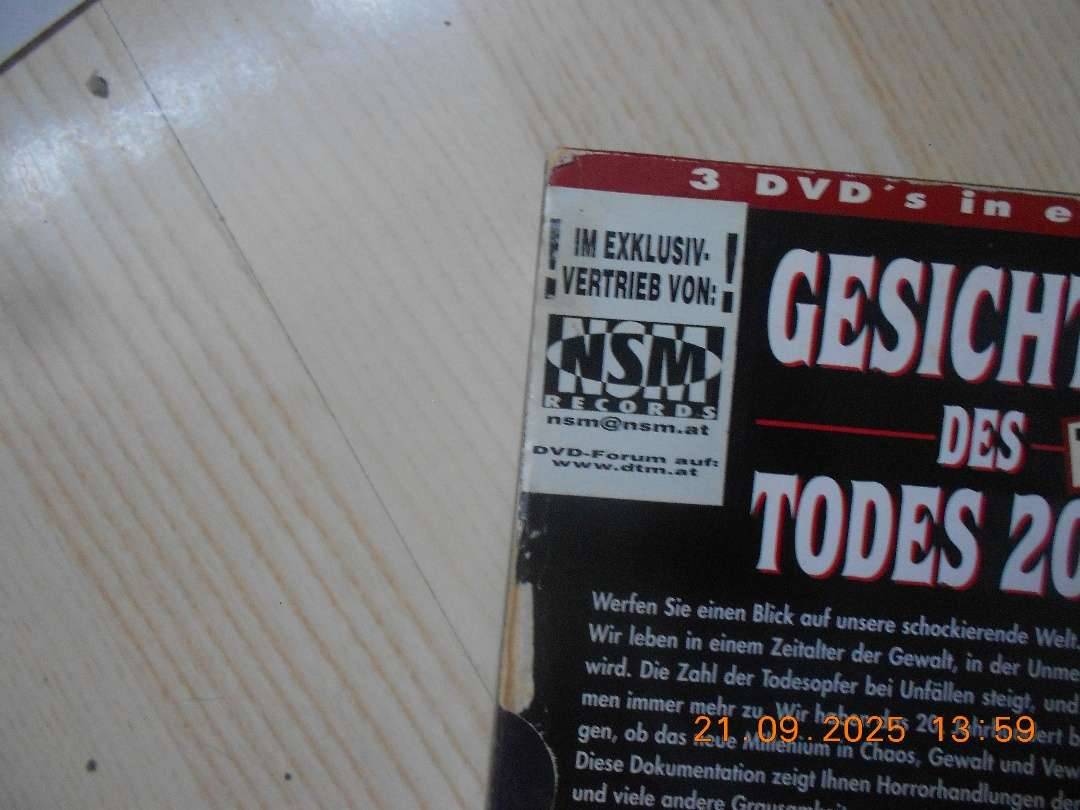 3 DVD's in e
! IM EXKLUSIV- !
VERTRIEB VON:
NSM
RECORDS
nsm@nsm.at
DVD-Forum auf:
www.dtm.at
GESICHT
DES
TODES 20
Werfen Sie einen Blick auf unsere schockierende Welt.
Wir leben in einem Zeitalter der Gewalt, in der Unme
wird. Die Zahl der Todesopfer bei Unfällen steigt, und
men immer mehr zu. Wir haben das 20. Jahrhundert b
gen, ob das neue Millenium in Chaos, Gewalt und
Diese Dokumentation zeigt Ihnen Horrorhandlungen
und viele andere Grausamkeit
21.09.2025 13:59